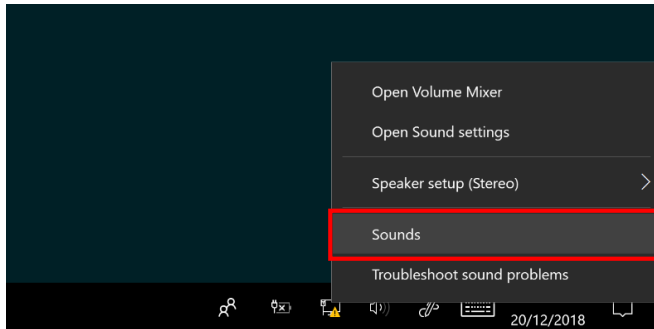 Open Volume Mixer
Open Sound settings
Speaker setup (Stereo)
Sounds
Troubleshoot sound problems
20/12/2018